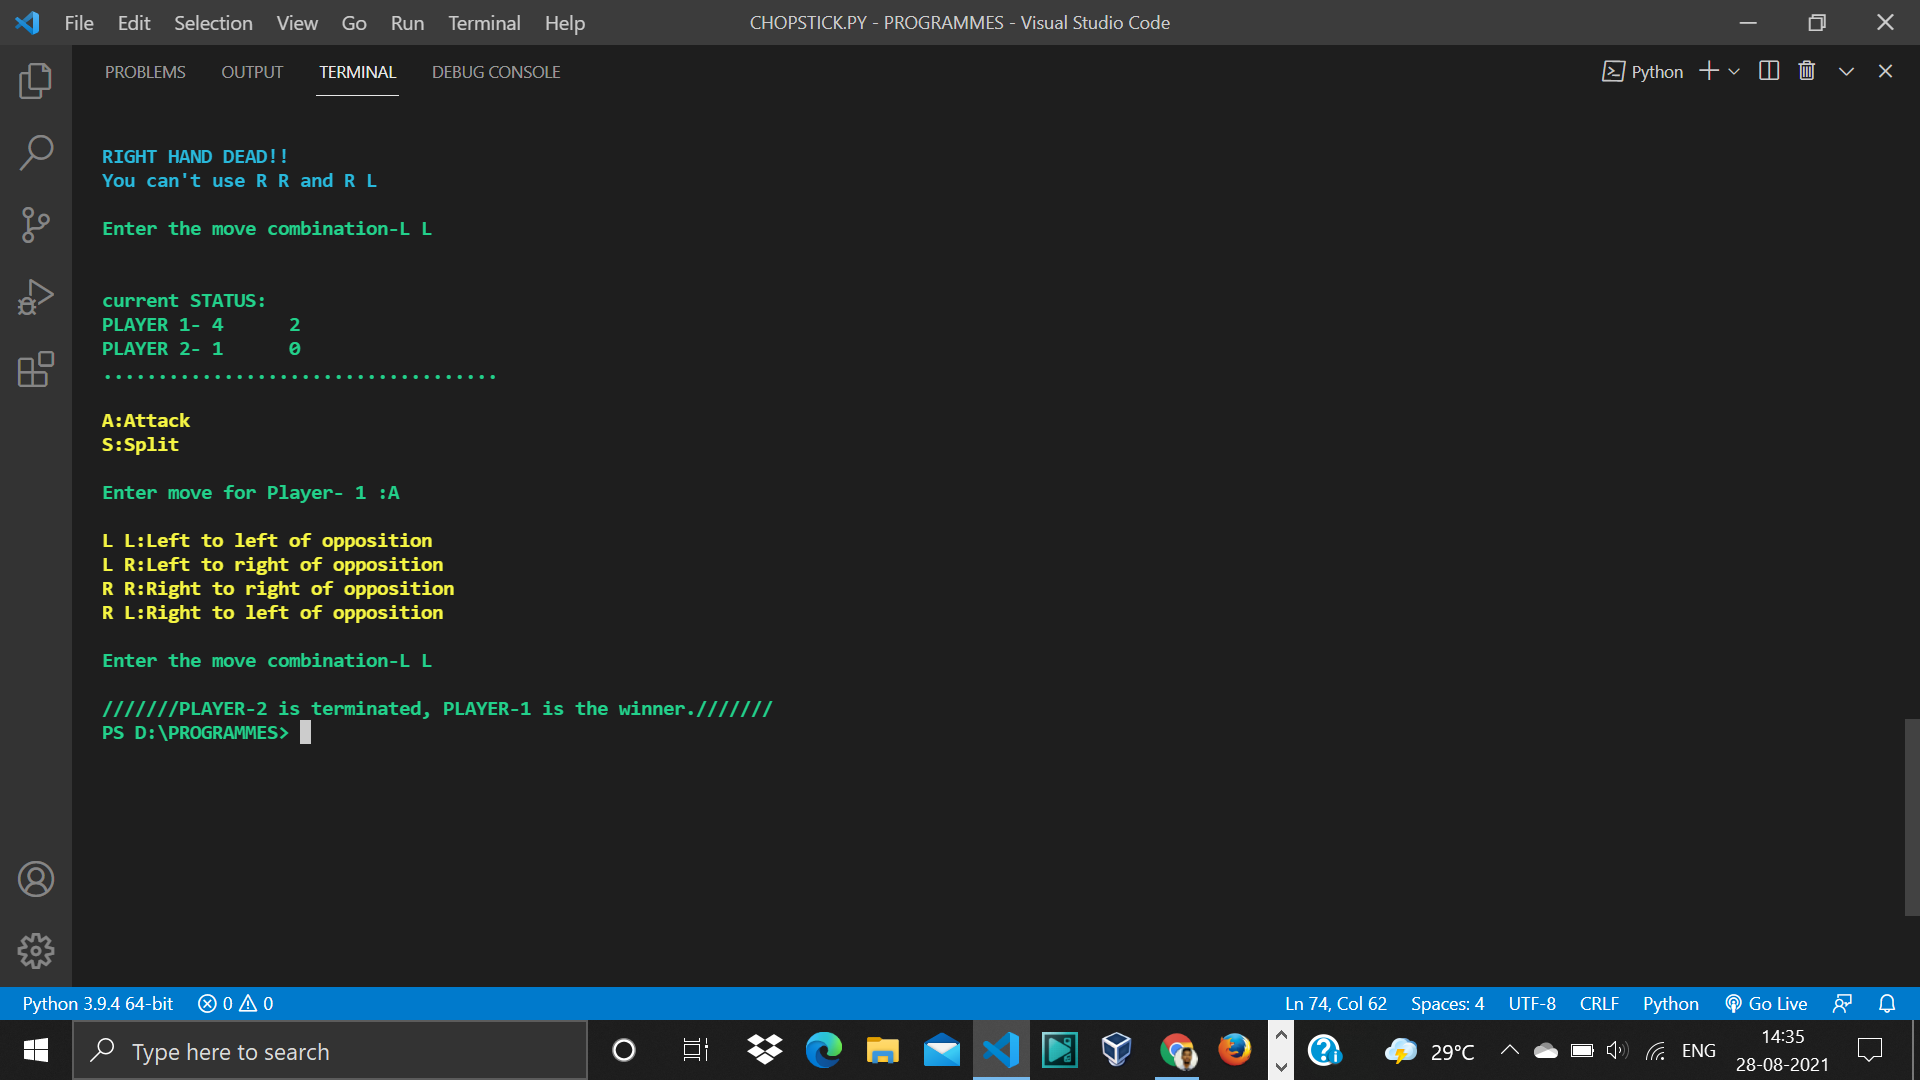 File Edit Selection View Go Run Terminal Help
CHOPSTICK.PY - PROGRAMMES - Visual Studio Code
PROBLEMS OUTPUT TERMINAL DEBUG CONSOLE
Python
RIGHT HAND DEAD!!
You can't use R R and R L
Enter the move combination-L L
current STATUS:
PLAYER 1- 4 2
PLAYER 2- 1 0
....................................
A:Attack
S:Split
Enter move for Player- 1 :A
L L:Left to left of opposition
L R:Left to right of opposition
R R:Right to right of opposition
R L:Right to left of opposition
Enter the move combination-L L
///////PLAYER-2 is terminated, PLAYER-1 is the winner.///////
PS D:\PROGRAMMES>
Python 3.9.4 64-bit 0 0
Ln 74, Col 62 Spaces: 4 UTF-8 CRLF Python Go Live
Type here to search
29°C
ENG
14:35
28-08-2021